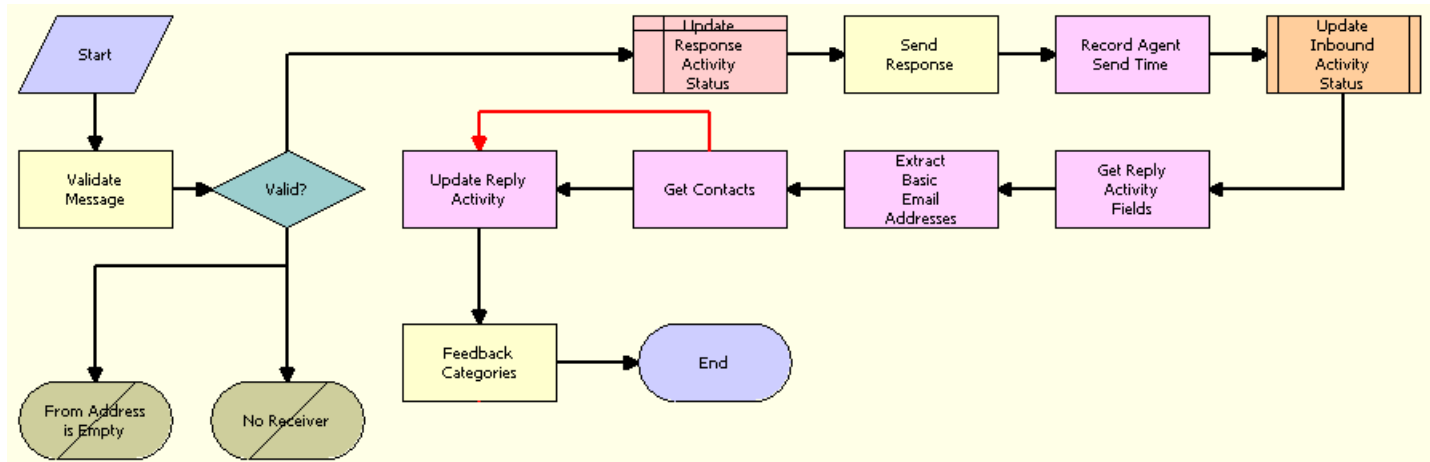 Start
Update
Response
Activity
Status
Send
Response
Record Agent
Send Time
Update
Inbound
Activity
Status
Validate
Message
Valid?
Update Reply
Activity
Get Contacts
Extract
Basic
Email
Addresses
Get Reply
Activity
Fields
Feedback
Categories
End
From Address
is Empty
No Receiver